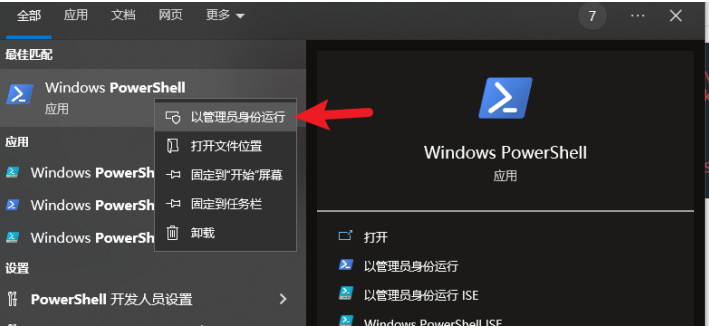 全部 应用 文档 网页 更多 7 ...
最佳匹配
Windows PowerShell
应用
以管理员身份运行
打开文件位置
固定到"开始"屏幕
固定到任务栏
卸载
应用
Windows PowerSh
Windows PowerSh
Windows PowerSh
设置
PowerShell 开发人员设置
Windows PowerShell
应用
打开
以管理员身份运行
以管理员身份运行 ISE
Windows PowerShell ISE